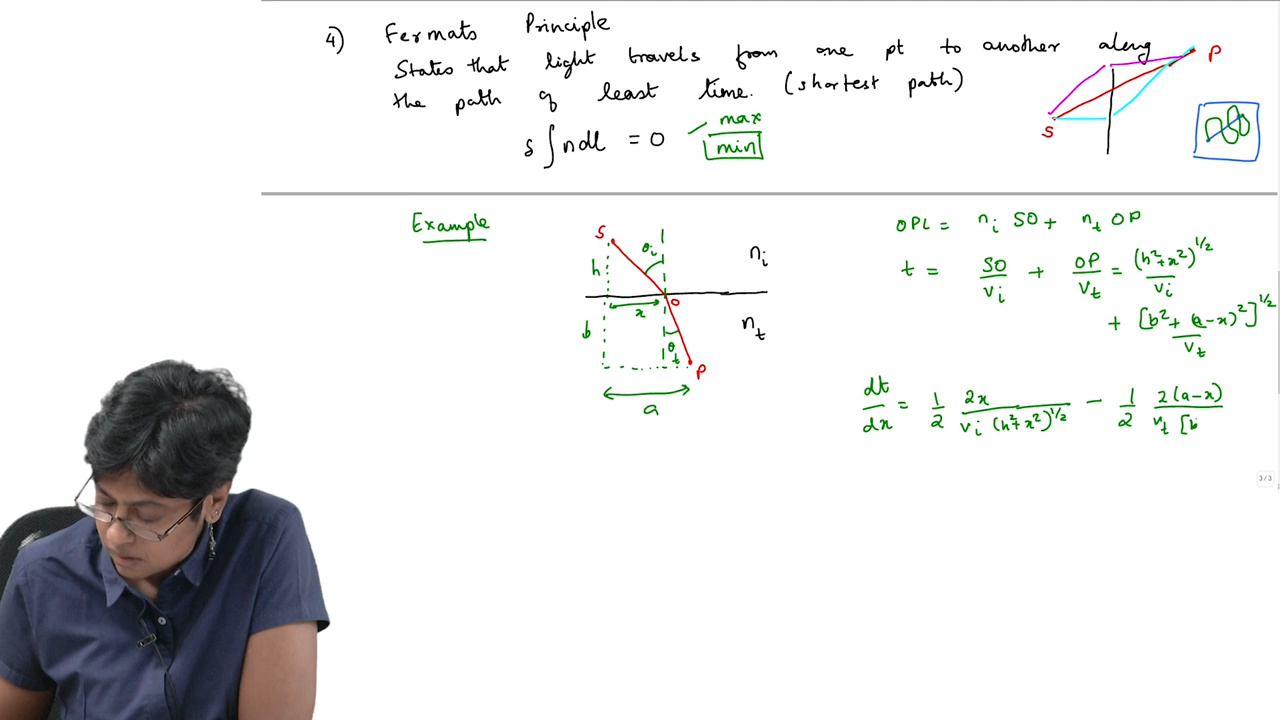 4) Fermats Principle
States that light travels from one pt to another along
the path of least time. (shortest path)
s ∫ndl = 0
max
min
S
P
Example
S
θi
h
ni
x
O
b
nt
θt
P
a
OPL = ni SO + nt OP
t = SO/vi + OP/vt = (h²+x²)^1/2/vi
+ [b²+(a-x)²]^1/2/vt
dt/dx = 1/2 2x/vi(h²+x²)^1/2 - 1/2 2(a-x)/vt[b
3/3